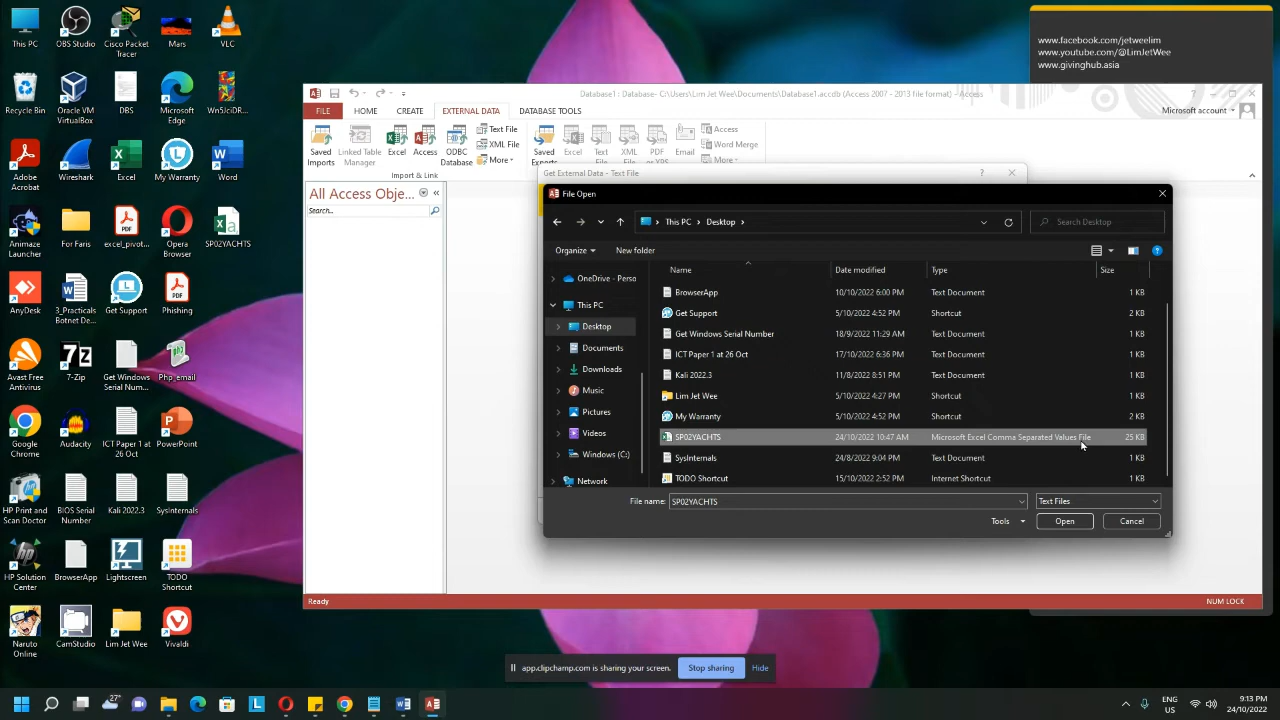 This PC
OBS Studio
Cisco Packet Tracer
Mars
VLC
Recycle Bin
Oracle VM VirtualBox
DBS
Microsoft Edge
Wn5JciDR...
Adobe Acrobat
Wireshark
Excel
My Warranty
Word
Animaze Launcher
For Fans
excel_pivot...
Opera Browser
SP02YACHTS
AnyDesk
3_Practicals Botnet De...
Get Support
Phishing
Avast Free Antivirus
7-Zip
Get Windows Serial Num...
Php_email
Google Chrome
Audacity
ICT Paper 1 at 26 Oct
PowerPoint
HP Print and Scan Doctor
BIOS Serial Number
Kali 2022.3
SysInternals
HP Solution Center
BrowserApp
Lightscreen
TODO Shortcut
Naruto Online
CamStudio
Lim Jet Wee
Vivaldi
www.facebook.com/jetweelim
www.youtube.com/@LimJetWee
www.givinghub.asia
Database1 : Database- C:\Users\Lim Jet Wee\Documents\Database1.accdb (Access 2007 - 2013 file format) - Access
FILE HOME CREATE EXTERNAL DATA DATABASE TOOLS
Microsoft account
Saved Imports
Linked Table Manager
Excel
Access
ODBC Database
Text File
XML File
More
Import & Link
Saved Exports
Excel
Text File
XML File
PDF or XPS
Email
Access
Word Merge
More
All Access Obje...
Search...
Get External Data - Text File
File Open
This PC > Desktop >
Search Desktop
Organize New folder
OneDrive - Perso
This PC
Desktop
Documents
Downloads
Music
Pictures
Videos
Windows (C:)
Network
Name Date modified Type Size
BrowserApp 10/10/2022 6:00 PM Text Document 1 KB
Get Support 5/10/2022 4:52 PM Shortcut 2 KB
Get Windows Serial Number 18/9/2022 11:29 AM Text Document 1 KB
ICT Paper 1 at 26 Oct 17/10/2022 6:36 PM Text Document 1 KB
Kali 2022.3 11/8/2022 8:51 PM Text Document 1 KB
Lim Jet Wee 5/10/2022 4:27 PM Shortcut 1 KB
My Warranty 5/10/2022 4:52 PM Shortcut 2 KB
SP02YACHTS 24/10/2022 10:47 AM Microsoft Excel Comma Separated Values File 25 KB
SysInternals 24/8/2022 9:04 PM Text Document 1 KB
TODO Shortcut 15/10/2022 2:52 PM Internet Shortcut 1 KB
File name: SP02YACHTS Text Files
Tools Open Cancel
Ready NUM LOCK
app.clipchamp.com is sharing your screen. Stop sharing Hide
27°
ENG US
9:13 PM
24/10/2022